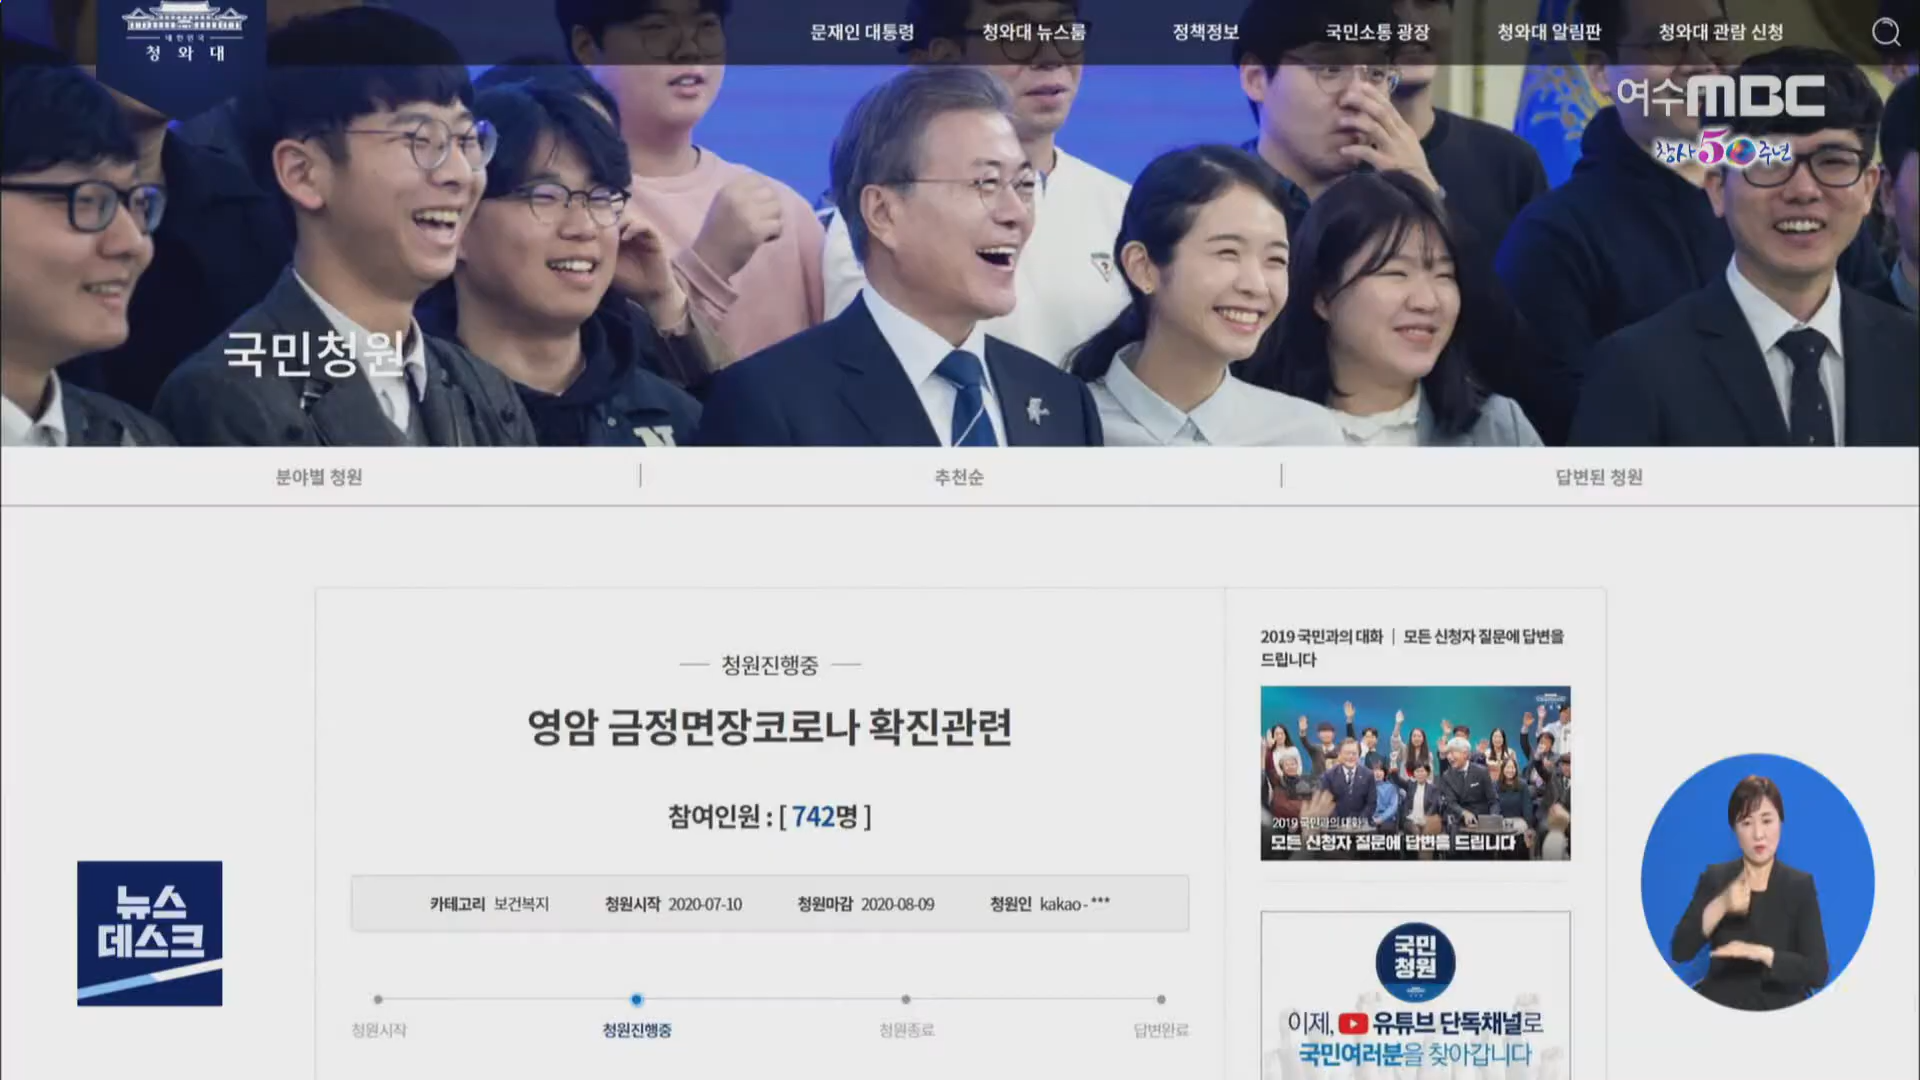 대한민국
청와대
문재인 대통령
청와대 뉴스룸
정책정보
국민소통 광장
청와대 알림판
청와대 관람 신청
여수MBC
창사50주년
국민청원
분야별 청원
추천순
답변된 청원
청원진행중
영암 금정면장코로나 확진관련
참여인원 : [ 742명 ]
카테고리 보건복지 청원시작 2020-07-10 청원마감 2020-08-09 청원인 kakao - ***
청원시작
청원진행중
청원종료
답변완료
2019 국민과의 대화 | 모든 신청자 질문에 답변을
드립니다
2019 국민과의 대화
모든 신청자 질문에 답변을 드립니다
국민
청원
이제, 유튜브 단독채널로
국민여러분을 찾아갑니다
뉴스
데스크